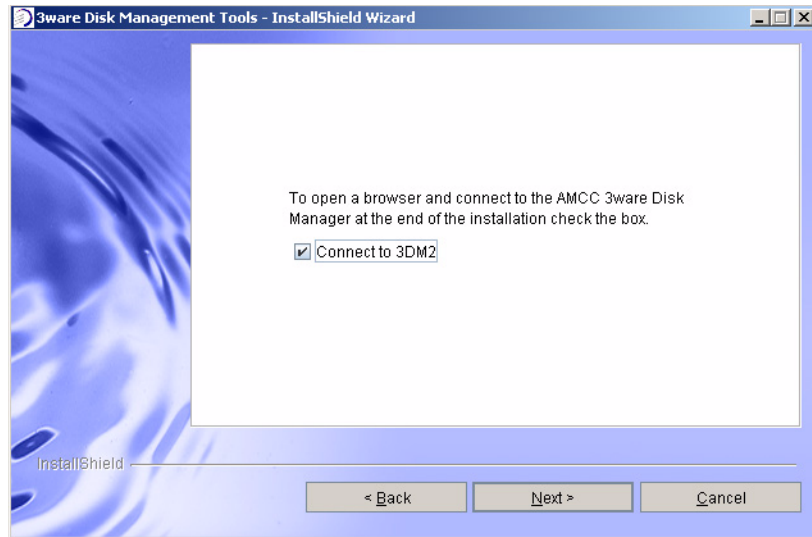 3ware Disk Management Tools - InstallShield Wizard
To open a browser and connect to the AMCC 3ware Disk
Manager at the end of the installation check the box.
Connect to 3DM2
InstallShield
< Back
Next >
Cancel